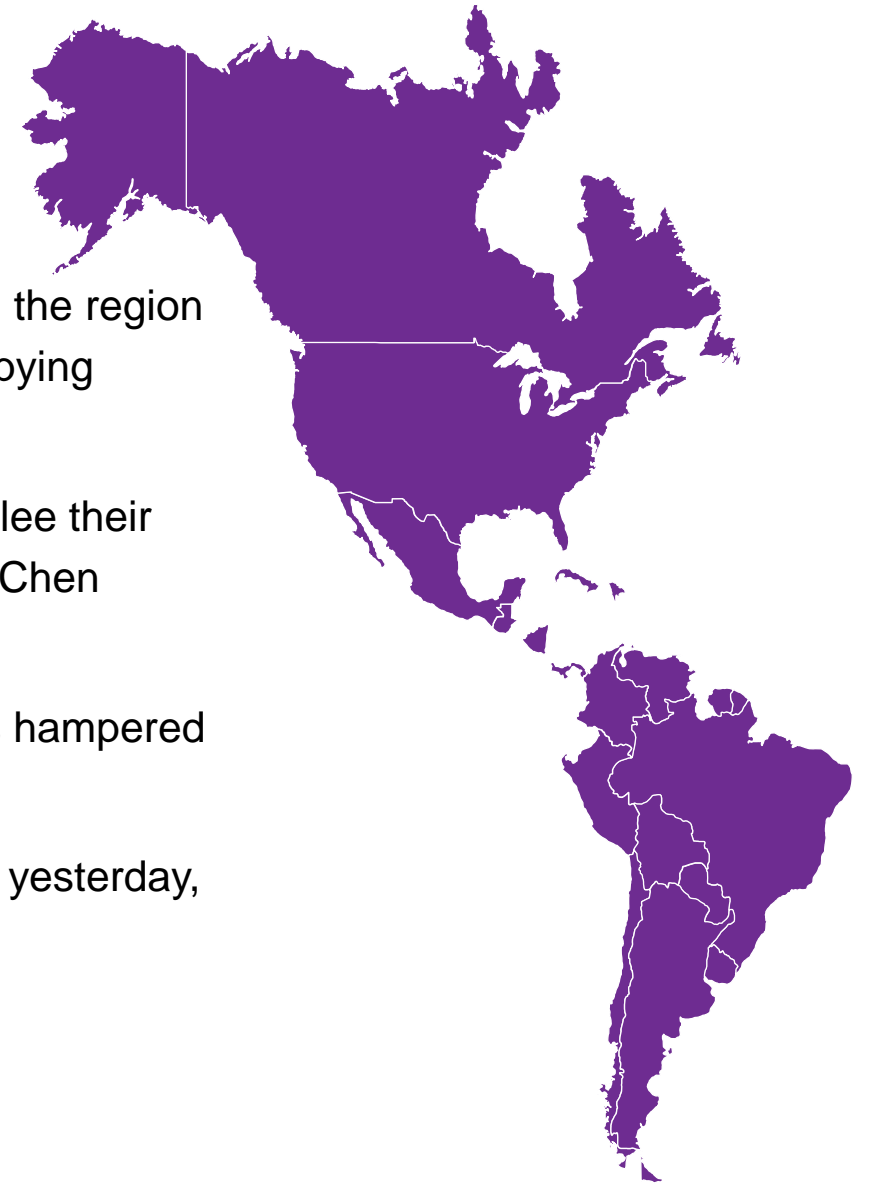 the region
oying
lee their
Chen
hampered
yesterday,